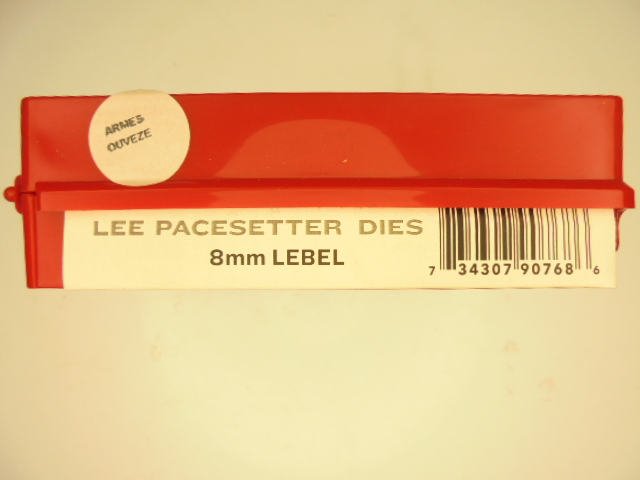 ARMES
OUVEZE
LEE PACESETTER DIES
8mm LEBEL
7 34307 90768 6